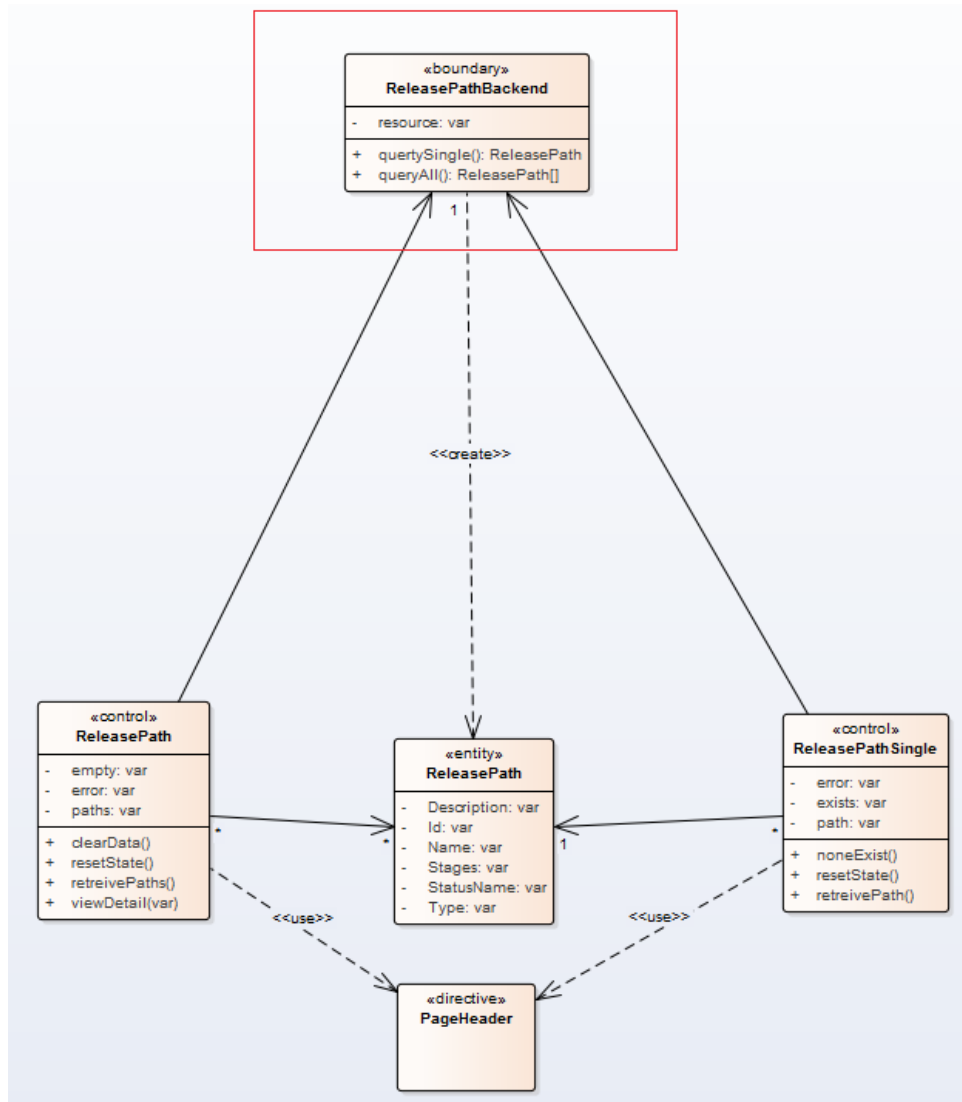 «boundary»
ReleasePathBackend
- resource: var
+ quertySingle(): ReleasePath
+ queryAll(): ReleasePath[]
1
<<create>>
«control»
ReleasePath
- empty: var
- error: var
- paths: var
+ clearData()
+ resetState()
+ retreivePaths()
+ viewDetail(var)
*
*
«entity»
ReleasePath
- Description: var
- Id: var
- Name: var
- Stages: var
- StatusName: var
- Type: var
1
*
«control»
ReleasePathSingle
- error: var
- exists: var
- path: var
+ noneExist()
+ resetState()
+ retreivePath()
<<use>>
<<use>>
«directive»
PageHeader